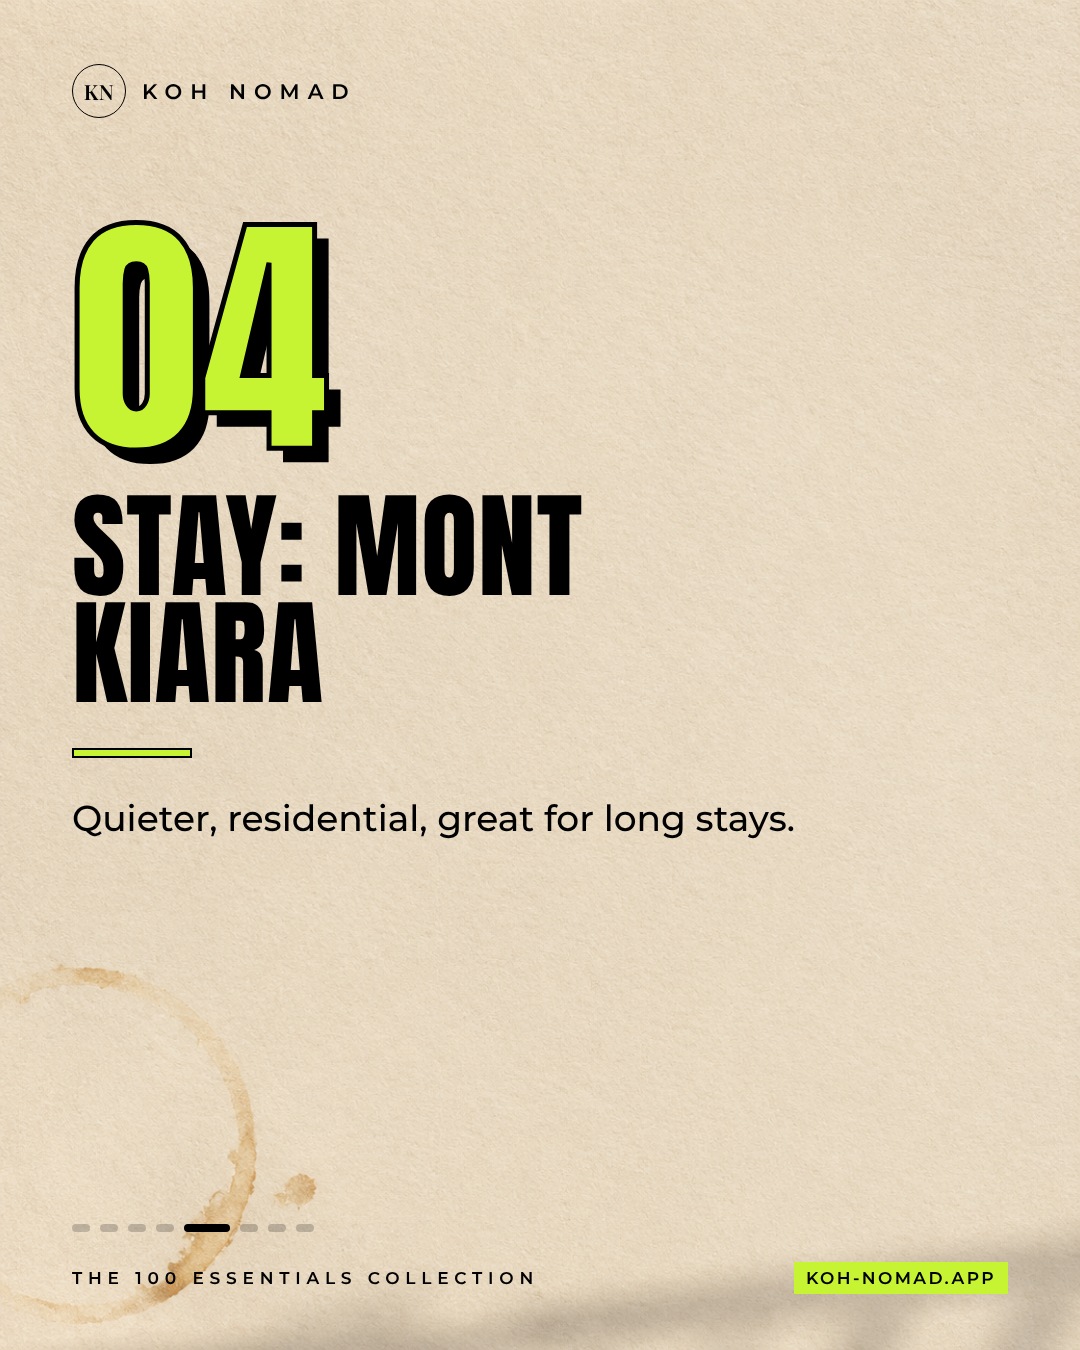 KN KOH NOMAD
04
STAY: MONT
KIARA
Quieter, residential, great for long stays.
THE 100 ESSENTIALS COLLECTION
KOH-NOMAD.APP